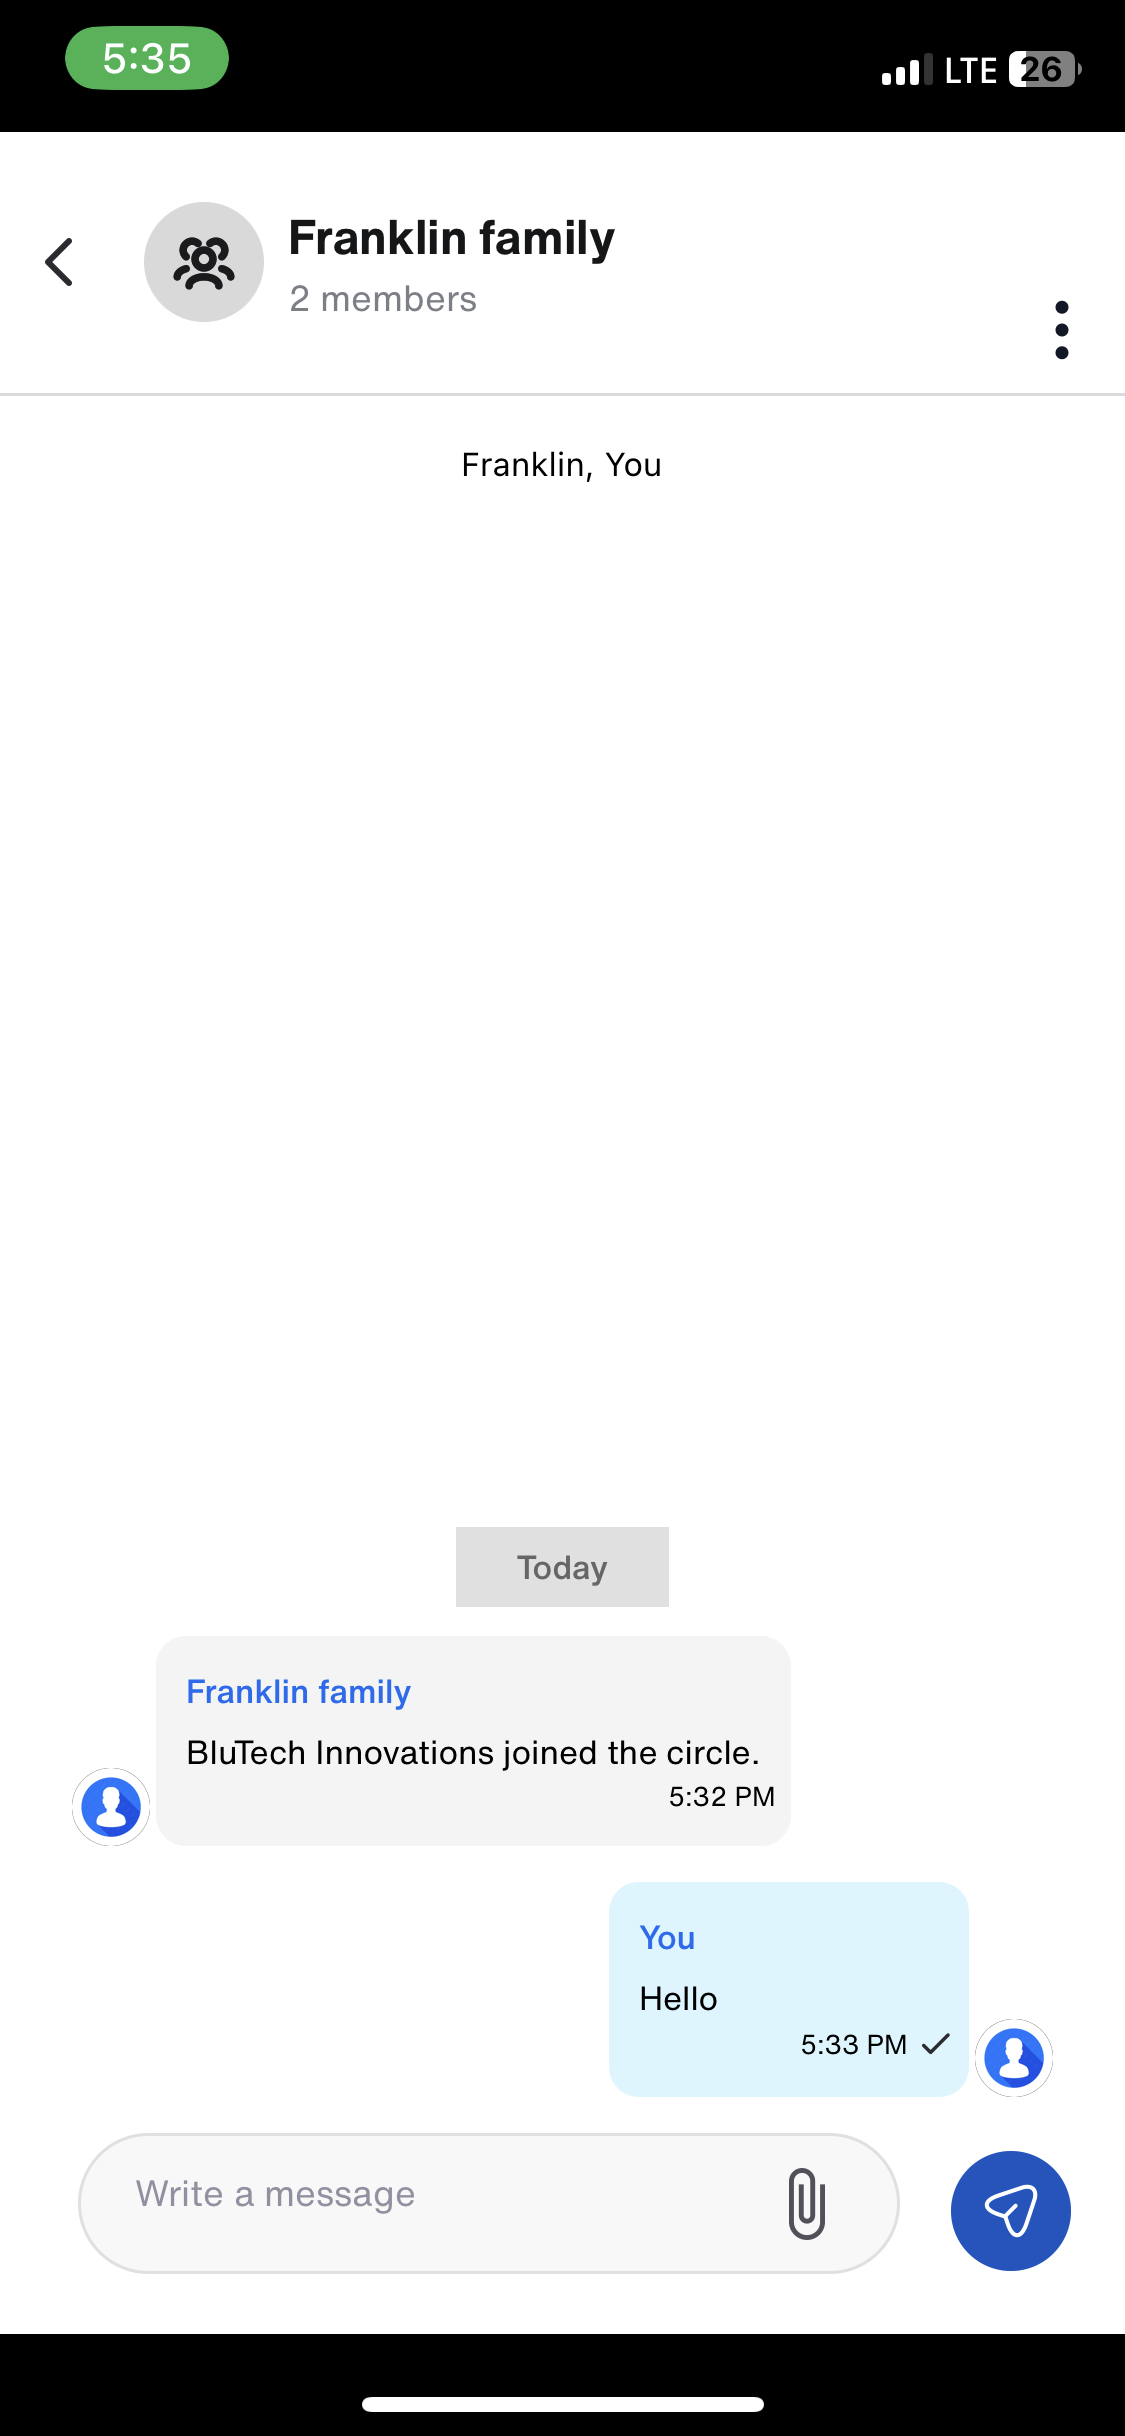 5:35
LTE 26
Franklin family
2 members
Franklin, You
Today
Franklin family
BluTech Innovations joined the circle.
5:32 PM
You
Hello
5:33 PM
Write a message